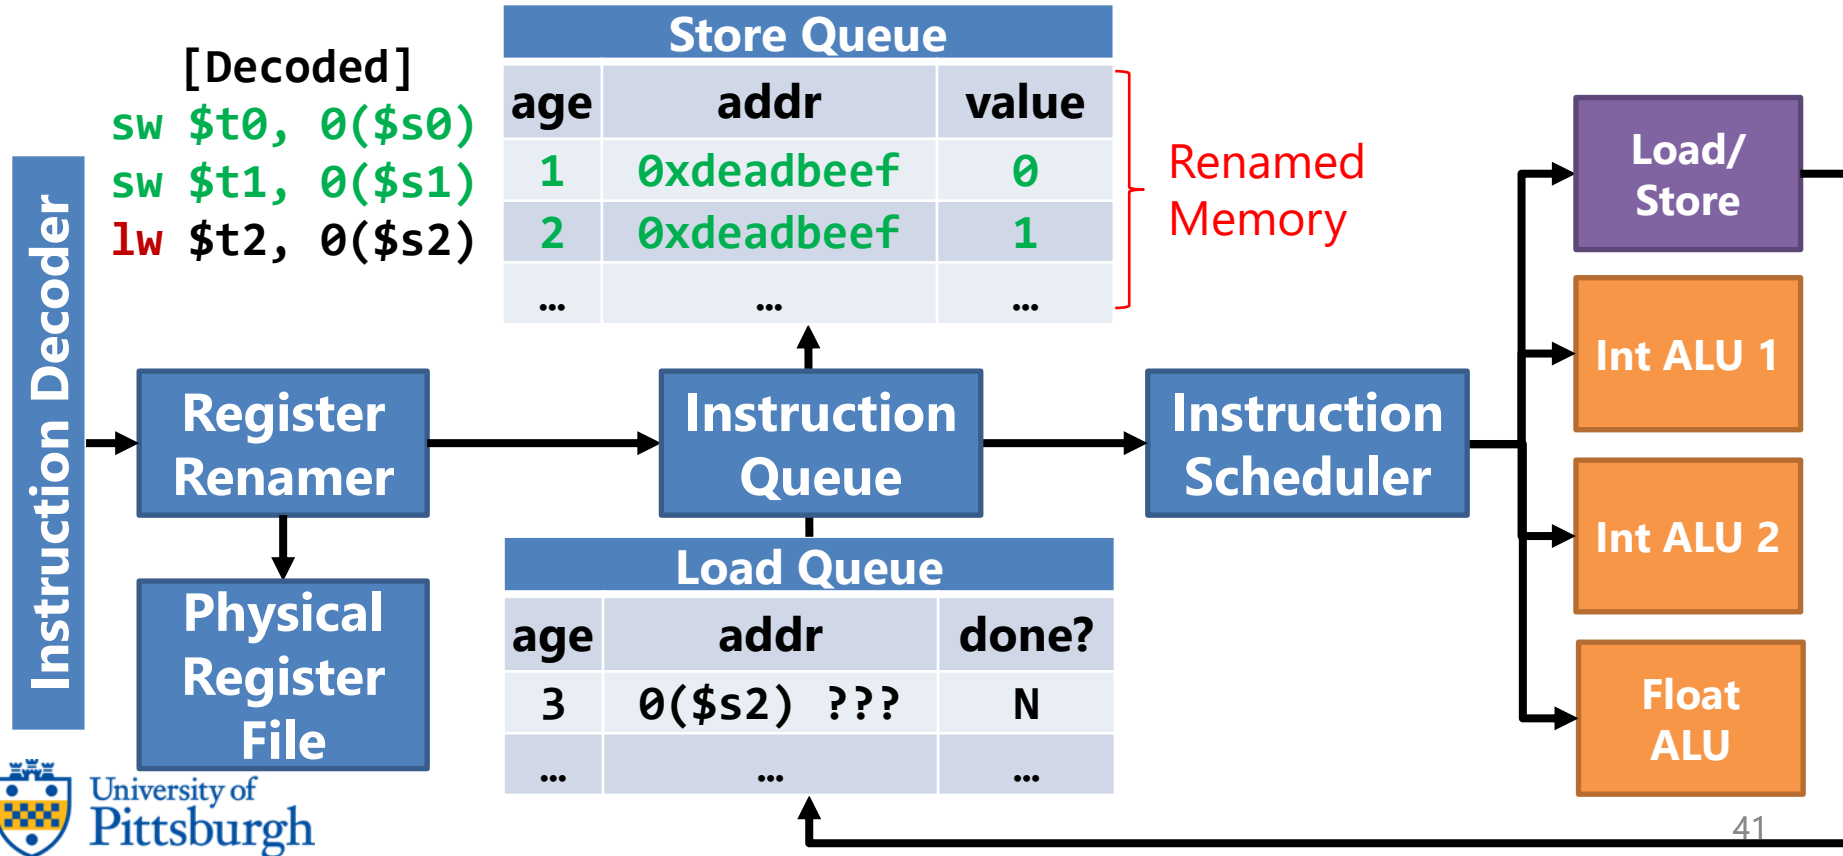 [Decoded]
sw $t0, 0($s0)
sw $t1, 0($s1)
lw $t2, 0($s2)
Store Queue
age addr value
1 0xdeadbeef 0
2 0xdeadbeef 1
... ... ...
Renamed
Memory
Instruction Decoder
Register
Renamer
Physical
Register
File
Instruction
Queue
Instruction
Scheduler
Load Queue
age addr done?
3 0($s2) ??? N
... ... ...
Load/
Store
Int ALU 1
Int ALU 2
Float
ALU
University of
Pittsburgh
41